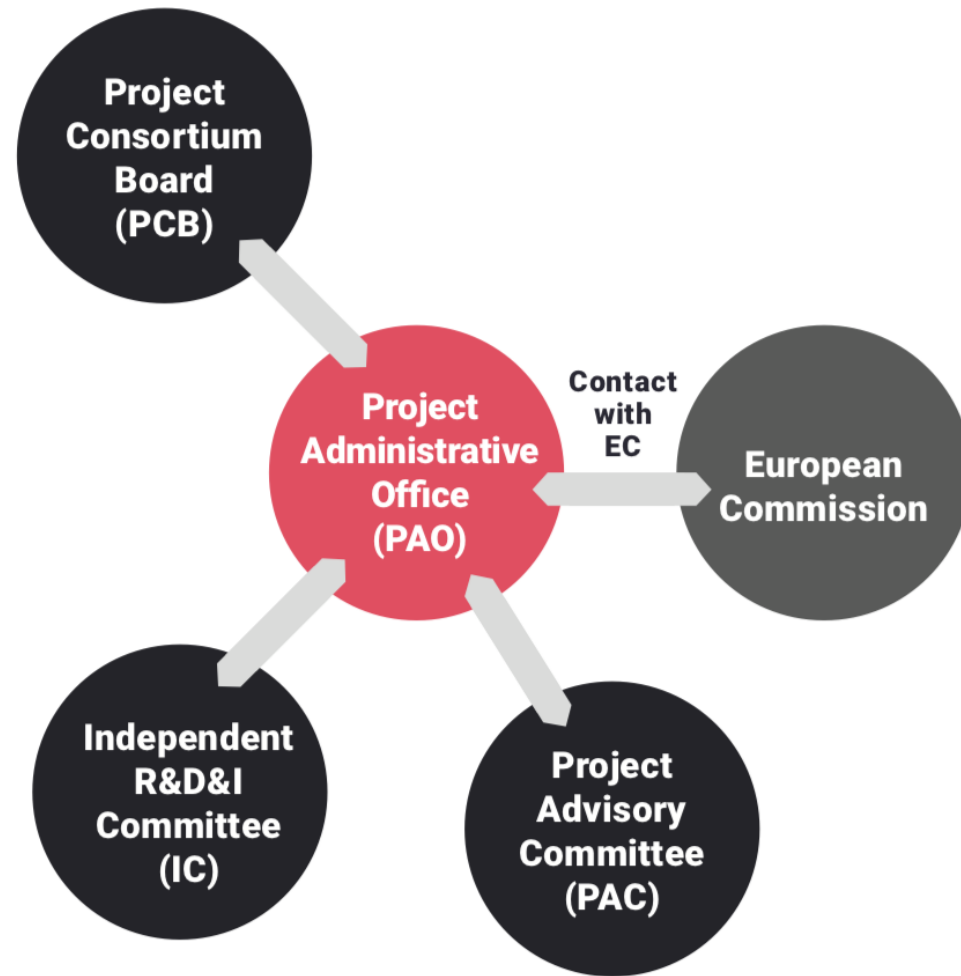 Project
Consortium
Board
(PCB)
Project
Administrative
Office
(PAO)
Contact
with
EC
European
Commission
Independent
R&D&I
Committee
(IC)
Project
Advisory
Committee
(PAC)